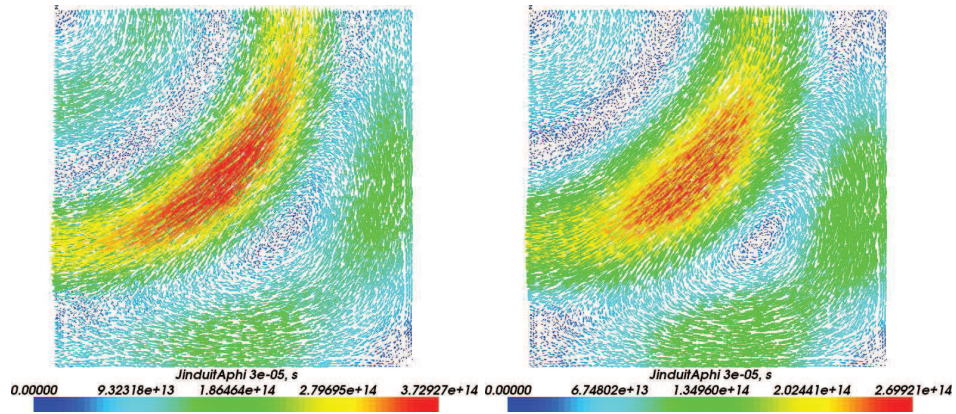 JinduitAphi 3e-05, s
0.00000 9.32318e+13 1.86464e+14 2.79695e+14 3.72927e+14
JinduitAphi 3e-05, s
0.00000 6.74802e+13 1.34960e+14 2.02441e+14 2.69921e+14